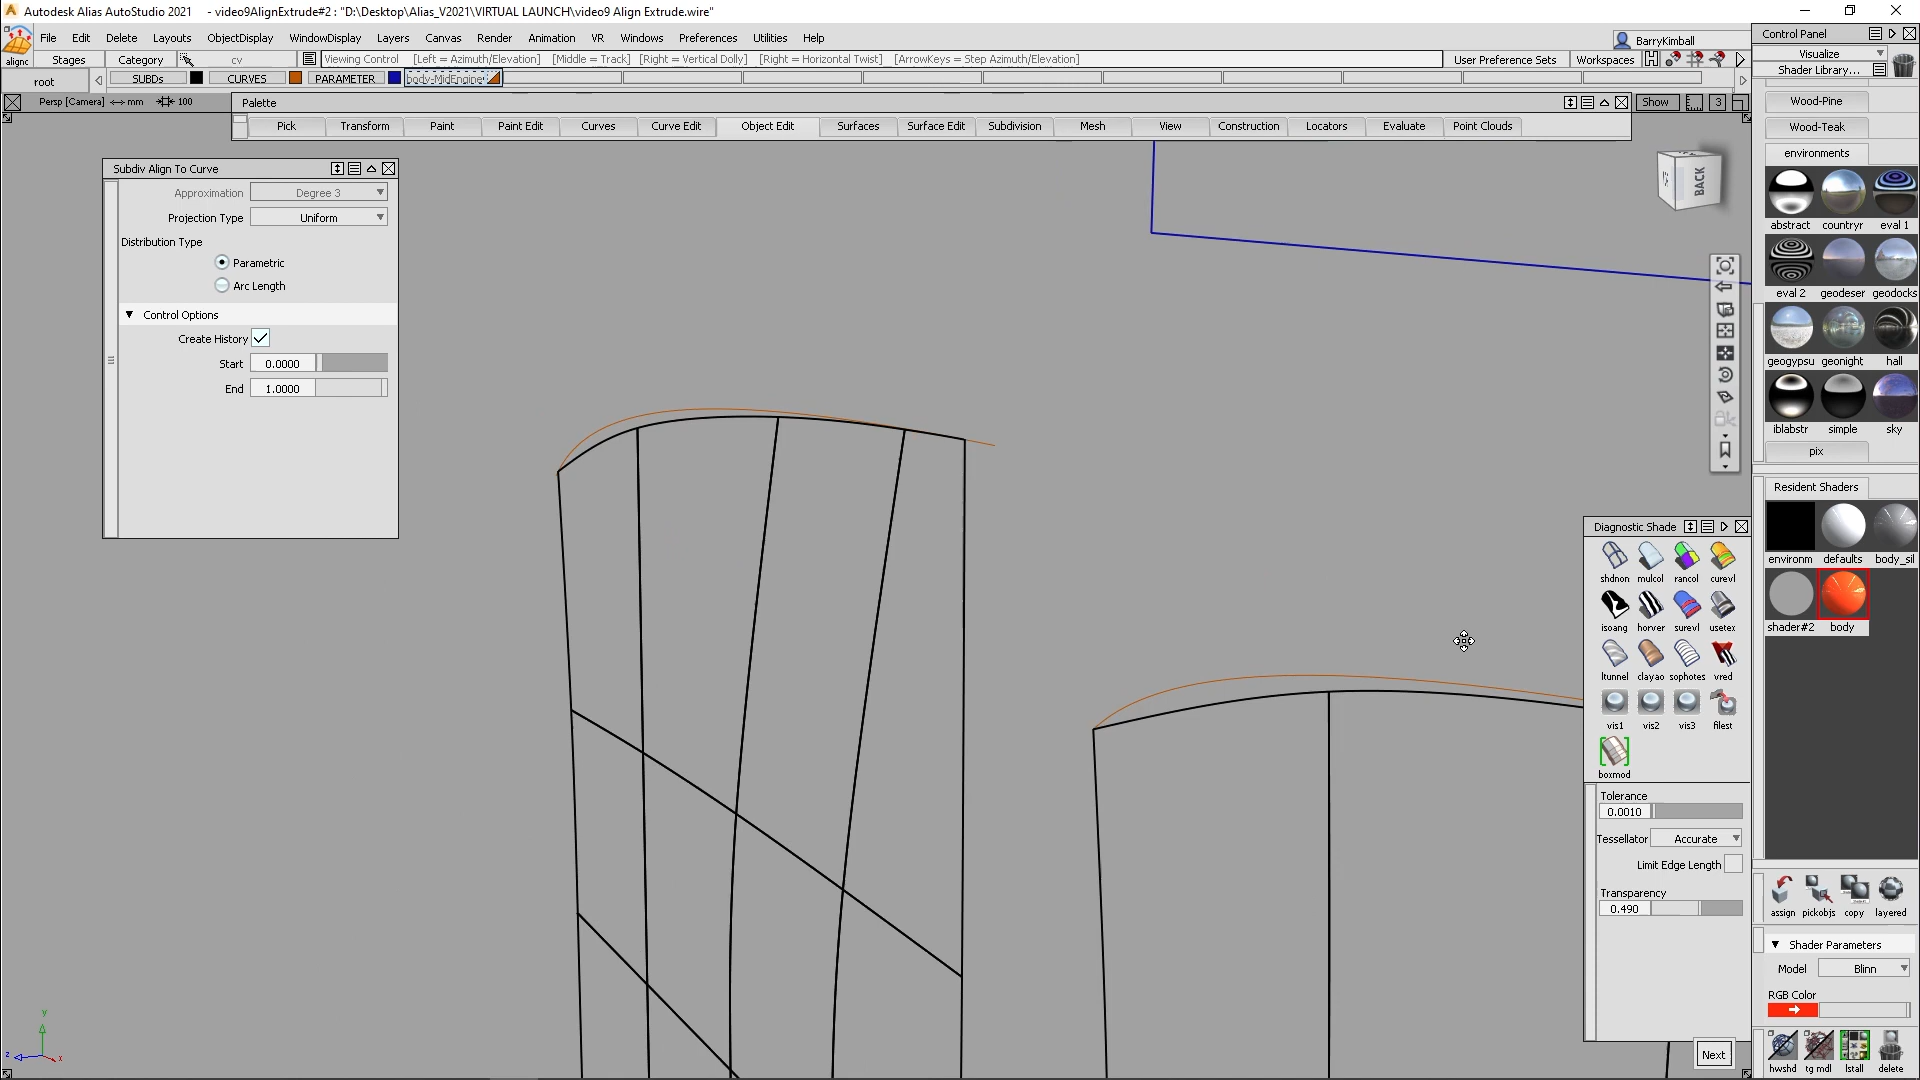 Autodesk Alias AutoStudio 2021 - video9AlignExtrude#2 : "D:\Desktop\Alias_V2021\VIRTUAL LAUNCH\video9 Align Extrude.wire"
File Edit Delete Layouts ObjectDisplay WindowDisplay Layers Canvas Render Animation VR Windows Preferences Utilities Help
BarryKimball
alignc Stages Category cv Viewing Control [Left = Azimuth/Elevation] [Middle = Track] [Right = Vertical Dolly] [Right = Horizontal Twist] [ArrowKeys = Step Azimuth/Elevation] User Preference Sets Workspaces
root SUBDs CURVES PARAMETER body-MidEngine
Persp [Camera] mm 100 Palette Show 3
Pick Transform Paint Paint Edit Curves Curve Edit Object Edit Surfaces Surface Edit Subdivision Mesh View Construction Locators Evaluate Point Clouds
Subdiv Align To Curve
Approximation Degree 3
Projection Type Uniform
Distribution Type
Parametric
Arc Length
Control Options
Create History
Start 0.0000
End 1.0000
BACK
Control Panel
Visualize
Shader Library...
Wood-Pine
Wood-Teak
environments
abstract countryr eval 1
eval 2 geodeser geodocks
geogypsu geonight hall
iblabstr simple sky
pix
Resident Shaders
environm defaults body_sil
shader#2 body
Diagnostic Shade
shdnon mulcol rancol curevl
isoang horver surevl usetex
ltunnel clayao sophotes vred
vis1 vis2 vis3 filest
boxmod
Tolerance
0.0010
Tessellator Accurate
Limit Edge Length
Transparency
0.490
Next
assign pickobjs copy layered
Shader Parameters
Model Blinn
RGB Color
hwshd tg mdl lstall delete
y
z x